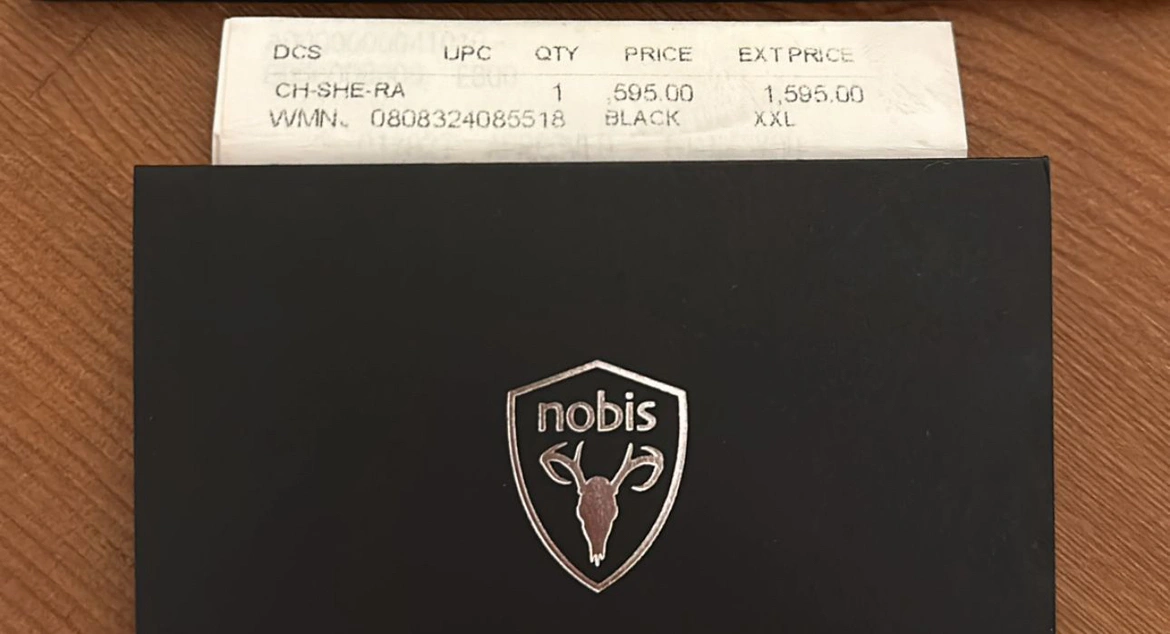 DCS UPC QTY PRICE EXT PRICE
CH-SHE-RA 1 ,595.00 1,595.00
WMN. 0808324085518 BLACK XXL
nobis